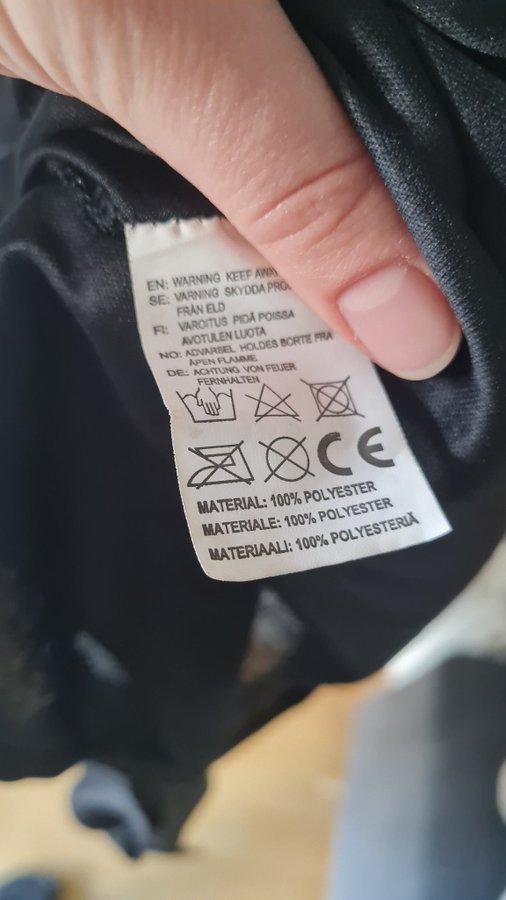 EN: WARNING KEEP AWAY
SE: VARNING SKYDDA
FRÅN ELD
FI: VAROITUS PIDÄ POISSA
AVOTULEN LUOTA
NO: ADVARSEL HOLDES BORTE FRA
ÅPEN FLAMME
DE: ACHTUNG VON FEUER
FERNHALTEN
CE
MATERIAL: 100% POLYESTER
MATERIALE: 100% POLYESTER
MATERIAALI: 100% POLYESTERIÄ